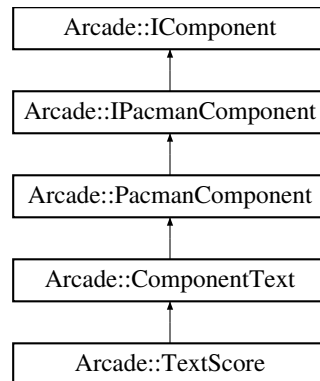 Arcade::IComponent
Arcade::IPacmanComponent
Arcade::PacmanComponent
Arcade::ComponentText
Arcade::TextScore